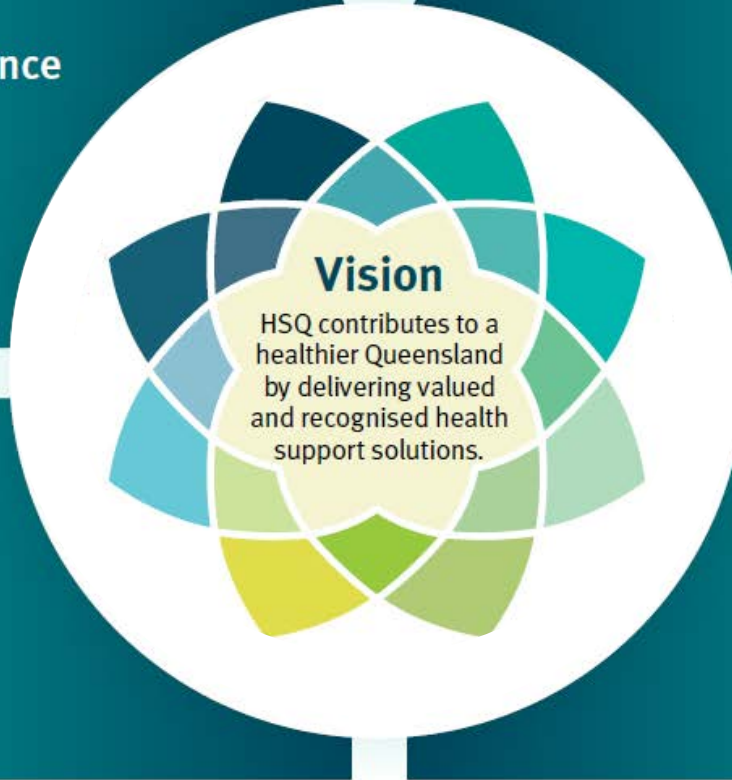 nce
Vision
HSQ contributes to a
healthier Queensland
by delivering valued
and recognised health
support solutions.